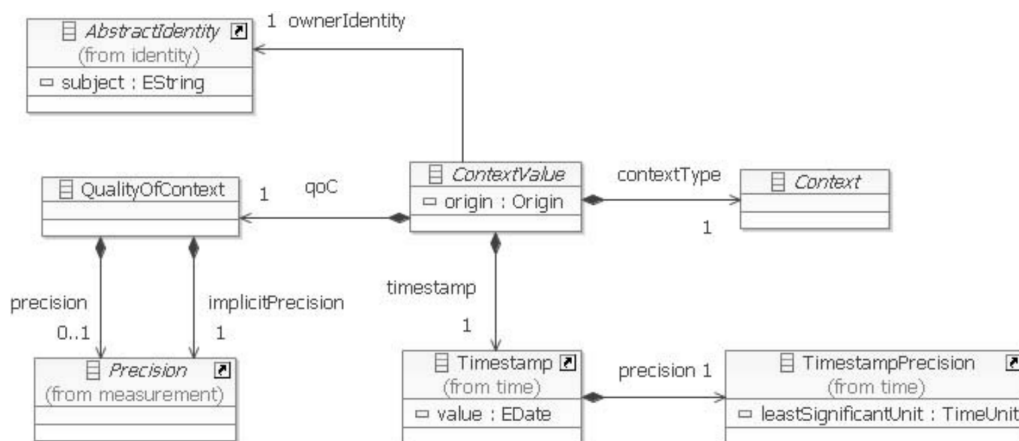 AbstractIdentity
(from identity)
subject : EString
1 ownerIdentity
QualityOfContext
1
qoC
ContextValue
origin : Origin
contextType
1
Context
precision
0..1
implicitPrecision
1
timestamp
1
Precision
(from measurement)
Timestamp
(from time)
value : EDate
precision 1
TimestampPrecision
(from time)
leastSignificantUnit : TimeUnit